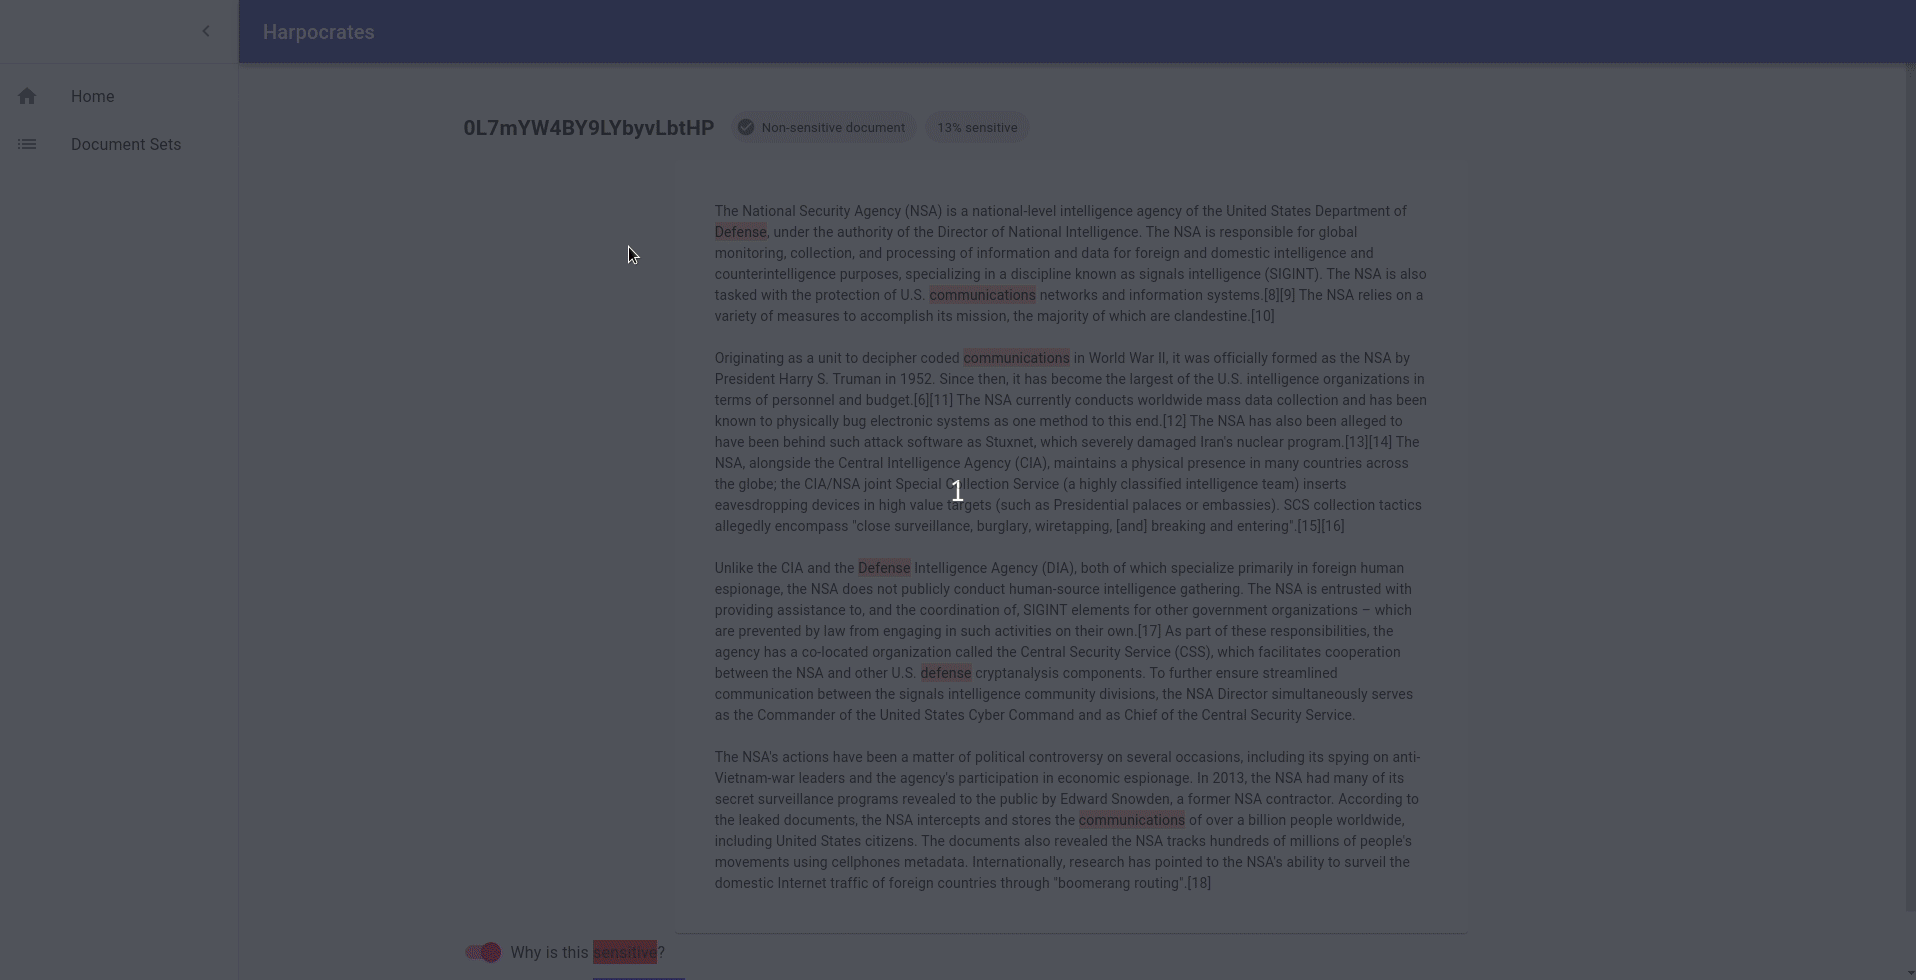 Harpocrates
Home
Document Sets
0L7mYW4BY9LYbyvLbtHP
Non-sensitive document
13% sensitive
The National Security Agency (NSA) is a national-level intelligence agency of the United States Department of
Defense, under the authority of the Director of National Intelligence. The NSA is responsible for global
monitoring, collection, and processing of information and data for foreign and domestic intelligence and
counterintelligence purposes, specializing in a discipline known as signals intelligence (SIGINT). The NSA is also
tasked with the protection of U.S. communications networks and information systems.[8][9] The NSA relies on a
variety of measures to accomplish its mission, the majority of which are clandestine.[10]
Originating as a unit to decipher coded communications in World War II, it was officially formed as the NSA by
President Harry S. Truman in 1952. Since then, it has become the largest of the U.S. intelligence organizations in
terms of personnel and budget.[6][11] The NSA currently conducts worldwide mass data collection and has been
known to physically bug electronic systems as one method to this end.[12] The NSA has also been alleged to
have been behind such attack software as Stuxnet, which severely damaged Iran's nuclear program.[13][14] The
NSA, alongside the Central Intelligence Agency (CIA), maintains a physical presence in many countries across
the globe; the CIA/NSA joint Special Collection Service (a highly classified intelligence team) inserts
1
eavesdropping devices in high value targets (such as Presidential palaces or embassies). SCS collection tactics
allegedly encompass "close surveillance, burglary, wiretapping, [and] breaking and entering".[15][16]
Unlike the CIA and the Defense Intelligence Agency (DIA), both of which specialize primarily in foreign human
espionage, the NSA does not publicly conduct human-source intelligence gathering. The NSA is entrusted with
providing assistance to, and the coordination of, SIGINT elements for other government organizations – which
are prevented by law from engaging in such activities on their own.[17] As part of these responsibilities, the
agency has a co-located organization called the Central Security Service (CSS), which facilitates cooperation
between the NSA and other U.S. defense cryptanalysis components. To further ensure streamlined
communication between the signals intelligence community divisions, the NSA Director simultaneously serves
as the Commander of the United States Cyber Command and as Chief of the Central Security Service.
The NSA's actions have been a matter of political controversy on several occasions, including its spying on anti-
Vietnam-war leaders and the agency's participation in economic espionage. In 2013, the NSA had many of its
secret surveillance programs revealed to the public by Edward Snowden, a former NSA contractor. According to
the leaked documents, the NSA intercepts and stores the communications of over a billion people worldwide,
including United States citizens. The documents also revealed the NSA tracks hundreds of millions of people's
movements using cellphones metadata. Internationally, research has pointed to the NSA's ability to surveil the
domestic Internet traffic of foreign countries through "boomerang routing".[18]
Why is this sensitive?